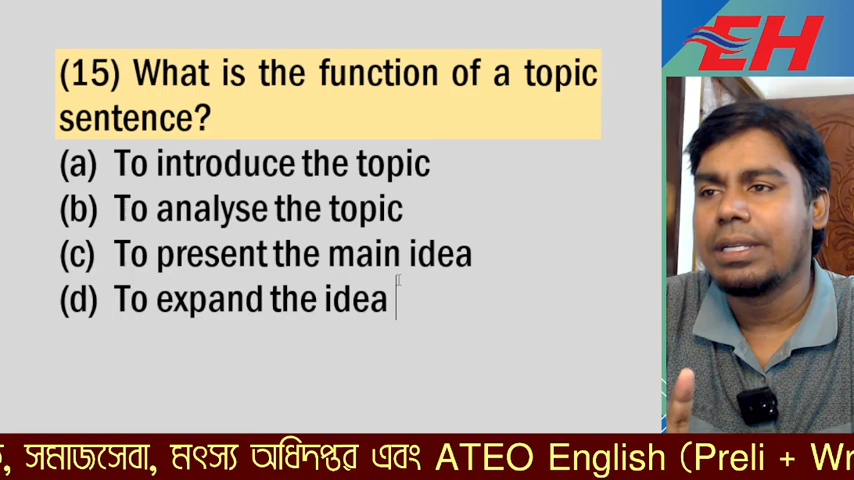 EH
(15) What is the function of a topic
sentence?
(a) To introduce the topic
(b) To analyse the topic
(c) To present the main idea
(d) To expand the idea
সমাজসেবা, মৎস্য অধিদপ্তর এবং ATEO English (Preli +